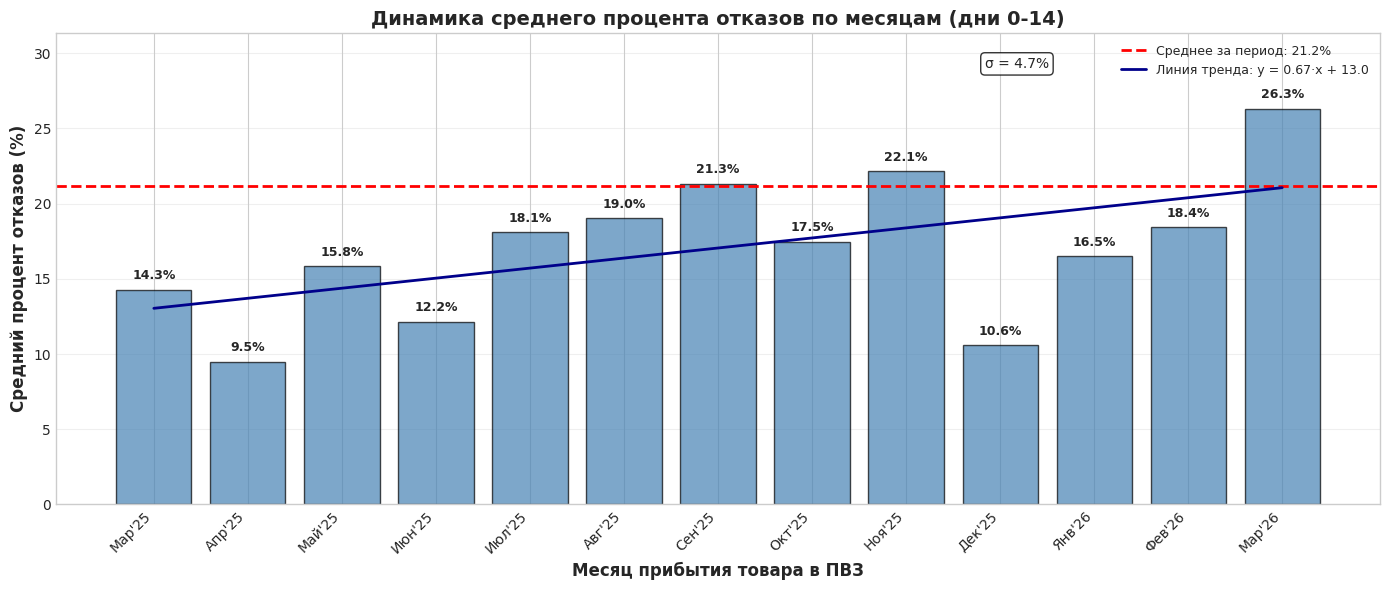 Динамика среднего процента отказов по месяцам (дни 0-14)
Средний процент отказов (%)
30
25
20
15
10
5
0
σ = 4.7%
Среднее за период: 21.2%
Линия тренда: y = 0.67·x + 13.0
14.3%
9.5%
15.8%
12.2%
18.1%
19.0%
21.3%
17.5%
22.1%
10.6%
16.5%
18.4%
26.3%
Мар'25
Апр'25
Май'25
Июн'25
Июл'25
Авг'25
Сен'25
Окт'25
Ноя'25
Дек'25
Янв'26
Фев'26
Мар'26
Месяц прибытия товара в ПВЗ